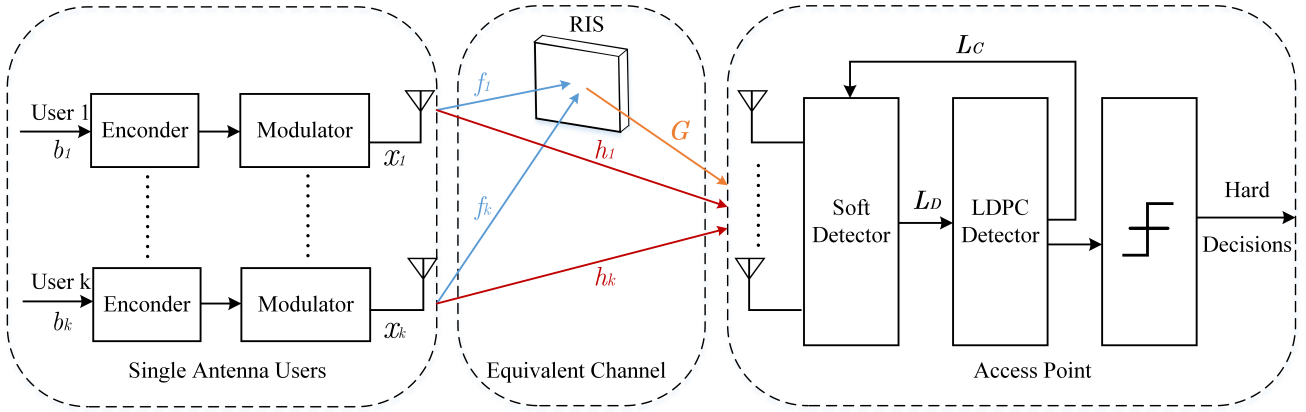 RIS
User 1
b1
Enconder
Modulator
x1
f1
h1
G
fk
hk
User k
bk
Enconder
Modulator
xk
LC
Soft
Detector
LD
LDPC
Detector
Hard
Decisions
Single Antenna Users
Equivalent Channel
Access Point